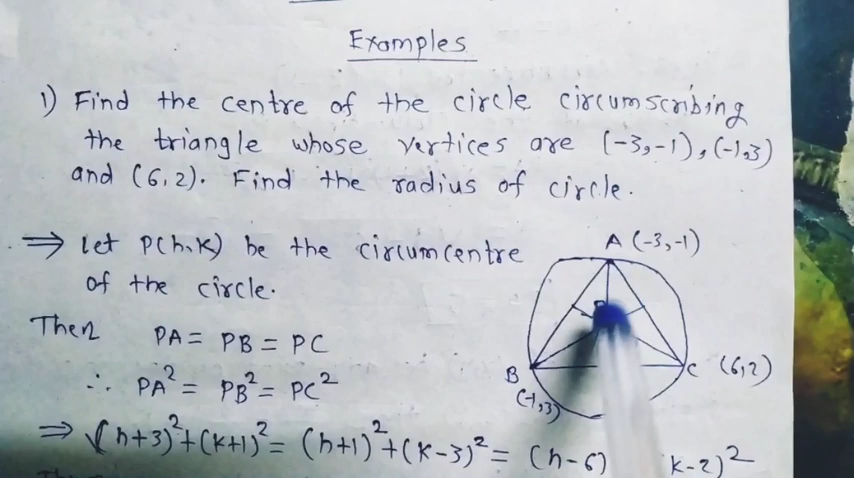 Examples
1) Find the centre of the circle circumscribing
the triangle whose vertices are (-3,-1), (-1,3)
and (6,2). Find the radius of circle.
⇒ Let P(h,k) be the circumcentre
of the circle.
Then PA = PB = PC
∴ PA² = PB² = PC²
⇒ (h+3)²+(k+1)² = (h+1)²+(k-3)² = (h-6) k-2)²
A (-3,-1)
B
(-1,3)
C (6,2)